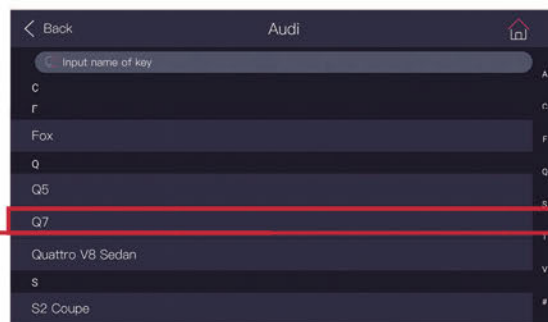 Back
Audi
Input name of key
C
F
Fox
Q
Q5
Q7
Quattro V8 Sedan
S
S2 Coupe
A
C
F
Q
S
T
V
#